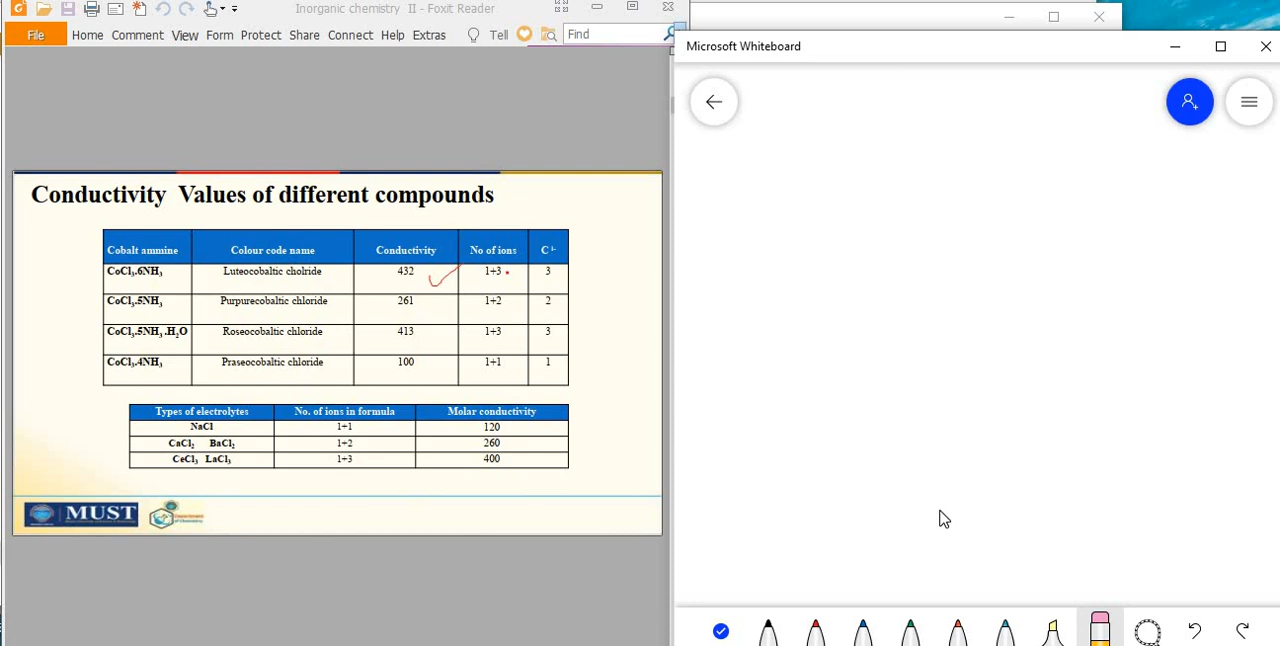 Inorganic chemistry II - Foxit Reader
File Home Comment View Form Protect Share Connect Help Extras Tell Find
Microsoft Whiteboard
Conductivity Values of different compounds
Cobalt ammine Colour code name Conductivity No of ions C l-
CoCl3.6NH3 Luteocobaltic cholride 432 1+3 3
CoCl3.5NH3 Purpurecobaltic chloride 261 1+2 2
CoCl3.5NH3.H2O Roseocobaltic chloride 413 1+3 3
CoCl3.4NH3 Praseocobaltic chloride 100 1+1 1
Types of electrolytes No. of ions in formula Molar conductivity
NaCl 1+1 120
CaCl2 BaCl2 1+2 260
CeCl3 LaCl3 1+3 400
MUST